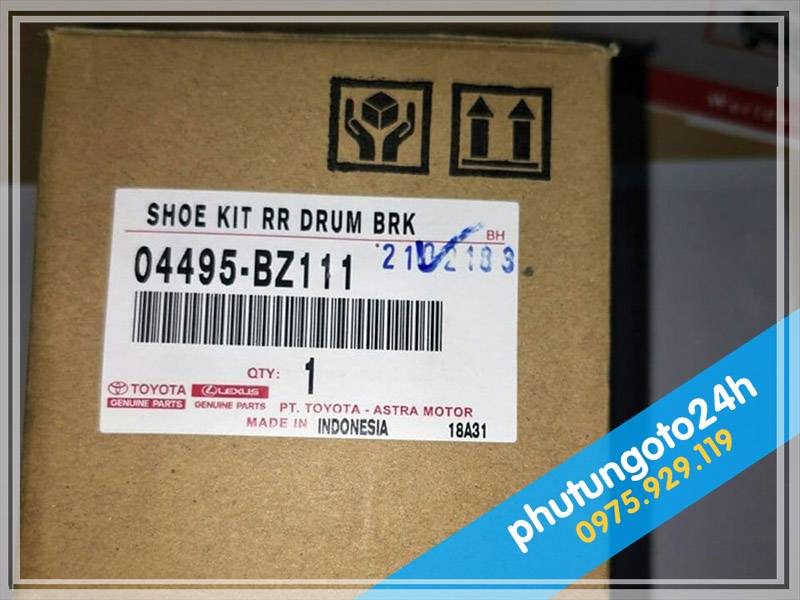 SHOE KIT RR DRUM BRK
BH
04495-BZ111
QTY: 1
TOYOTA
GENUINE PARTS
LEXUS
GENUINE PARTS
PT. TOYOTA - ASTRA MOTOR
MADE IN INDONESIA
18A31
phutungoto24h
0975.929.119